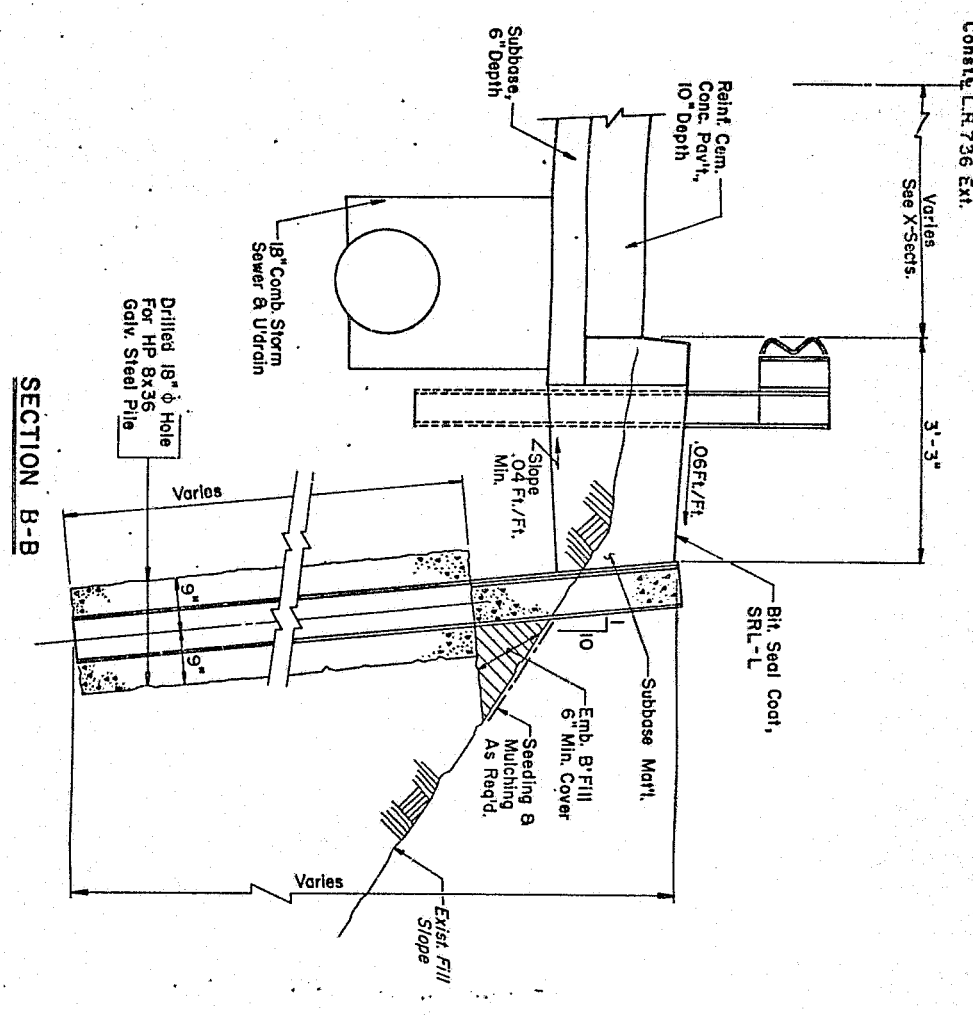 Const. ℄ L.R. 736 Ext.
Varies
See X-Sects.
3'-3"
Reinf. Cem.
Conc. Pav't.,
10" Depth
Subbase,
6" Depth
.06 Ft./Ft.
Bit. Seal Coat,
SRL-L
Slope
.04 Ft./Ft.
Min.
Subbase Mat'l.
18" Comb. Storm
Sewer & U'drain
1
10
Emb. B'Fill
6" Min. Cover
Seeding &
Mulching
As Req'd.
Drilled 18" ϕ Hole
For HP 8x36
Galv. Steel Pile
Varies
9"
9"
Varies
Exist. Fill
Slope
SECTION B-B